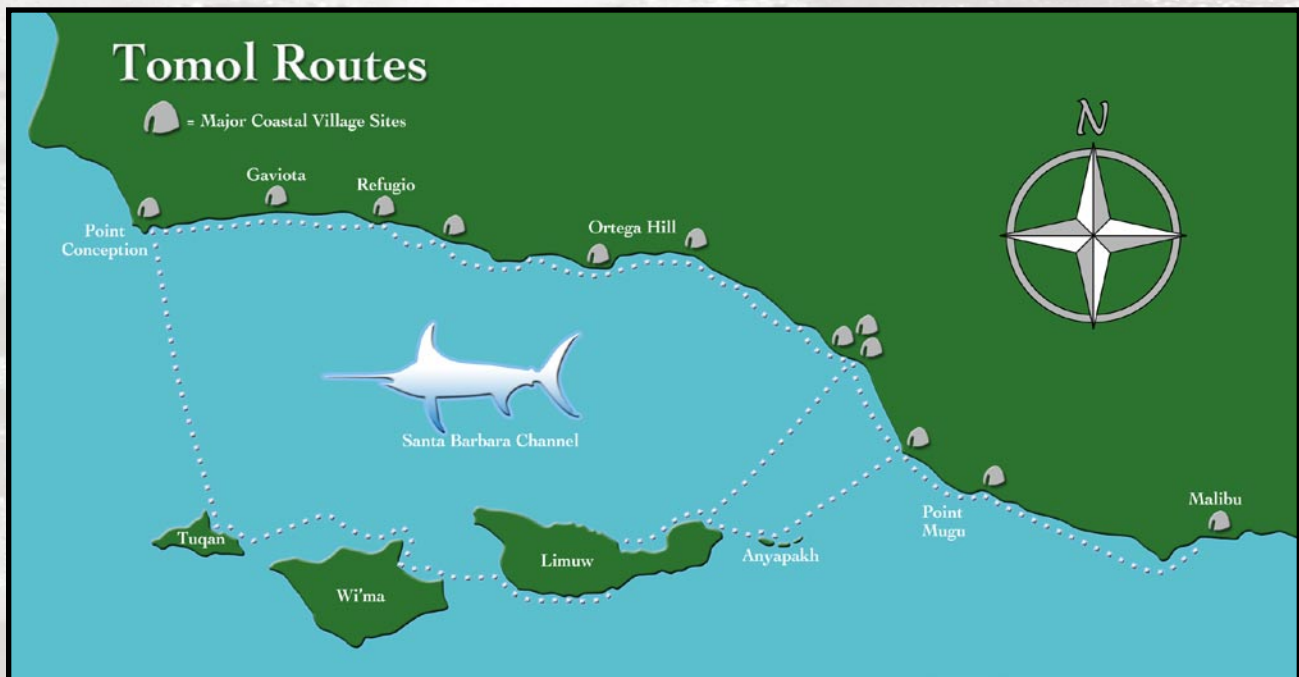 Tomol Routes
= Major Coastal Village Sites
N
Gaviota
Refugio
Point
Conception
Ortega Hill
Santa Barbara Channel
Tuqan
Wi'ma
Limuw
Anyapakh
Point
Mugu
Malibu